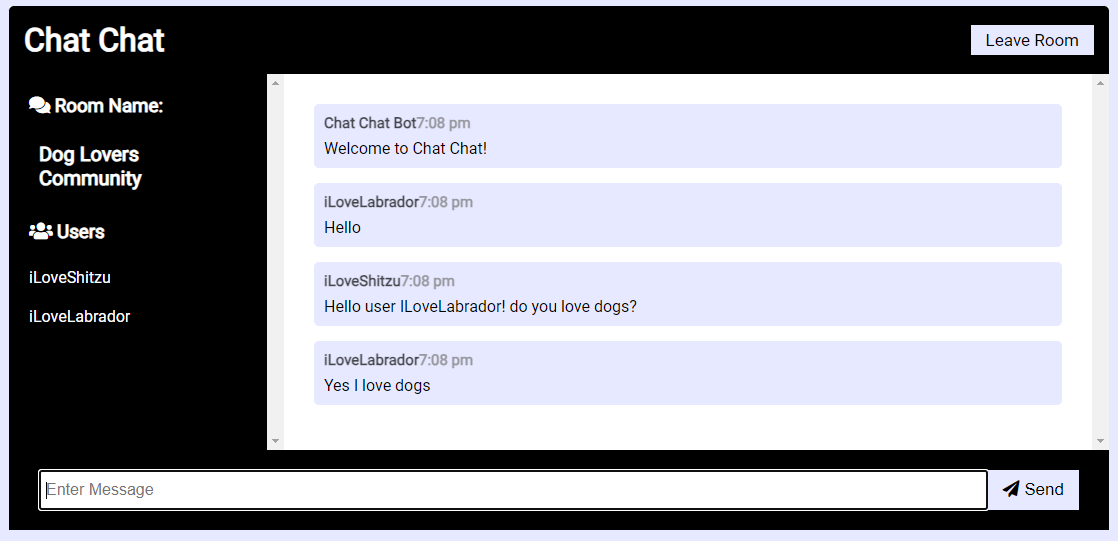 Chat Chat
Leave Room
Room Name:
Dog Lovers
Community
Users
iLoveShitzu
iLoveLabrador
Chat Chat Bot7:08 pm
Welcome to Chat Chat!
iLoveLabrador7:08 pm
Hello
iLoveShitzu7:08 pm
Hello user ILoveLabrador! do you love dogs?
iLoveLabrador7:08 pm
Yes I love dogs
Enter Message
Send